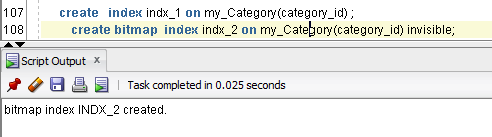 107 create index indx_1 on my_Category(category_id) ;
108 create bitmap index indx_2 on my_Category(category_id) invisible;
Script Output ×
Task completed in 0.025 seconds
bitmap index INDX_2 created.